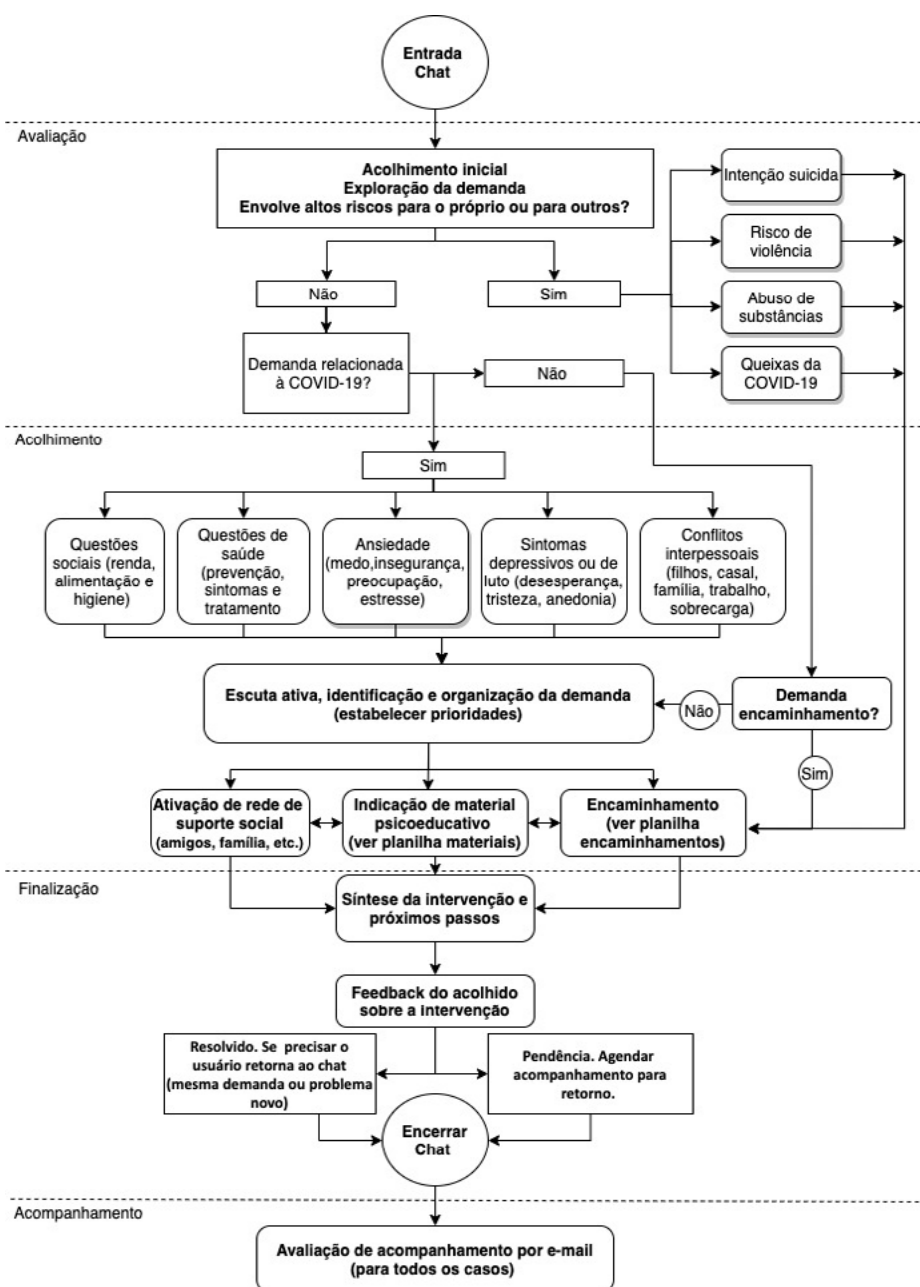 Entrada
Chat
Avaliação
Acolhimento inicial
Exploração da demanda
Envolve altos riscos para o próprio ou para outros?
Intenção suicida
Risco de
violência
Abuso de
substâncias
Queixas da
COVID-19
Não
Sim
Demanda relacionada
à COVID-19?
Não
Acolhimento
Sim
Questões
sociais (renda,
alimentação e
higiene)
Questões de
saúde
(prevenção,
sintomas e
tratamento
Ansiedade
(medo,insegurança,
preocupação,
estresse)
Sintomas
depressivos ou de
luto (desesperança,
tristeza, anedonia)
Conflitos
interpessoais
(filhos, casal,
família, trabalho,
sobrecarga)
Escuta ativa, identificação e organização da demanda
(estabelecer prioridades)
Não
Demanda
encaminhamento?
Sim
Ativação de rede de
suporte social
(amigos, família, etc.)
Indicação de material
psicoeducativo
(ver planilha materiais)
Encaminhamento
(ver planilha
encaminhamentos)
Finalização
Síntese da intervenção e
próximos passos
Feedback do acolhido
sobre a intervenção
Resolvido. Se precisar o
usuário retorna ao chat
(mesma demanda ou problema
novo)
Pendência. Agendar
acompanhamento para
retorno.
Encerrar
Chat
Acompanhamento
Avaliação de acompanhamento por e-mail
(para todos os casos)